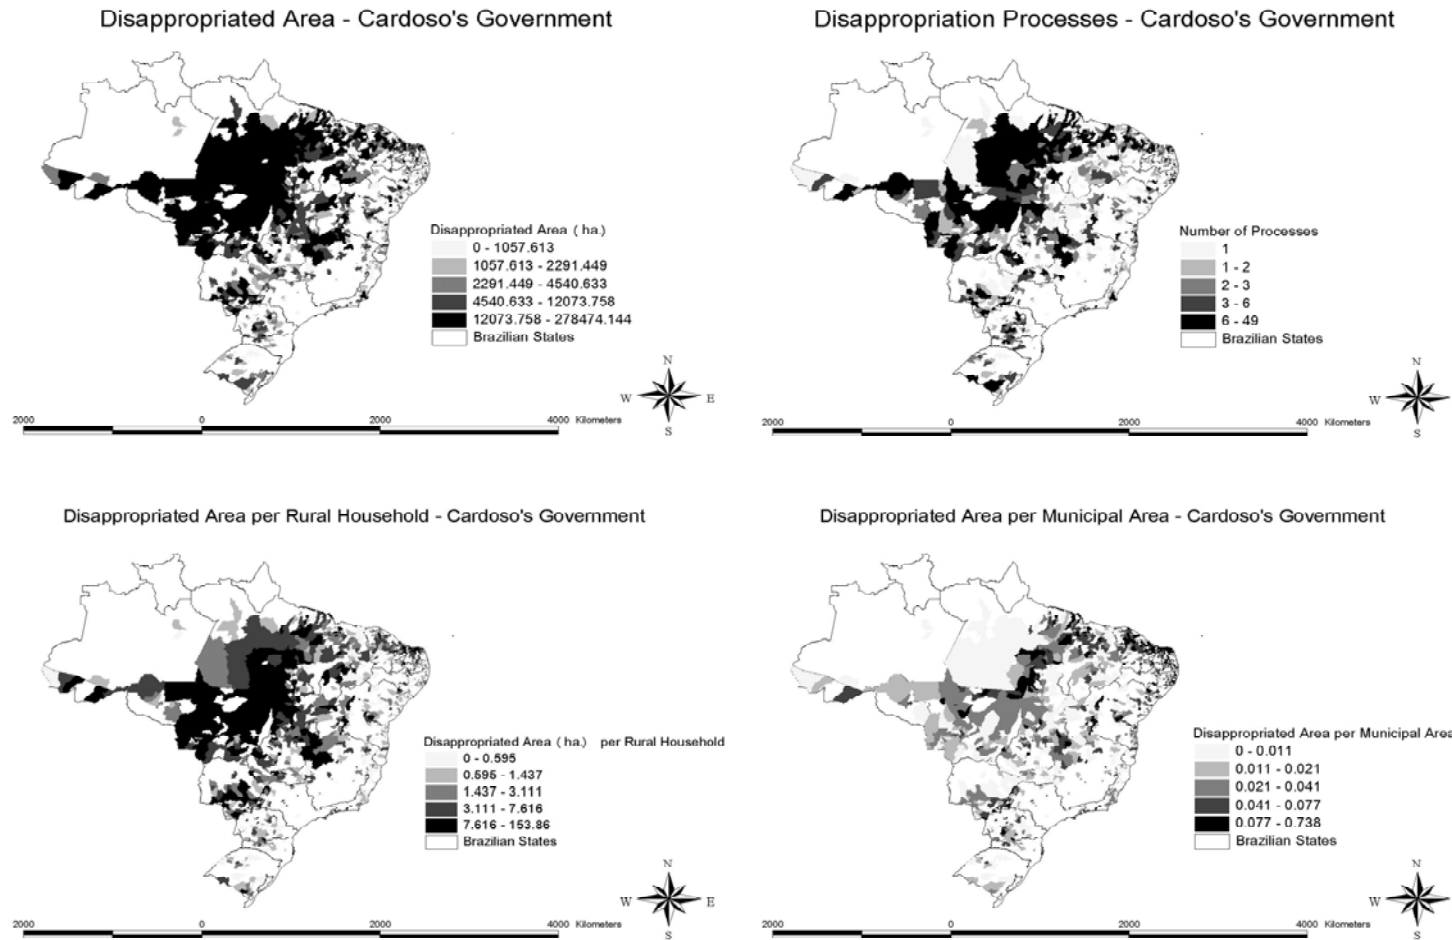 Disappropriated Area - Cardoso's Government
Disappropriation Processes - Cardoso's Government
Disappropriated Area ( ha.)
0 - 1057.613
1057.613 - 2291.449
2291.449 - 4540.633
4540.633 - 12073.758
12073.758 - 278474.144
Brazilian States
Number of Processes
1
1 - 2
2 - 3
3 - 6
6 - 49
Brazilian States
N
W E
S
2000 0 2000 4000 Kilometers
N
W E
S
2000 0 2000 4000 Kilometers
Disappropriated Area per Rural Household - Cardoso's Government
Disappropriated Area per Municipal Area - Cardoso's Government
Disappropriated Area ( ha.) per Rural Household
0 - 0.595
0.595 - 1.437
1.437 - 3.111
3.111 - 7.616
7.616 - 153.86
Brazilian States
Disappropriated Area per Municipal Area
0 - 0.011
0.011 - 0.021
0.021 - 0.041
0.041 - 0.077
0.077 - 0.738
Brazilian States
N
W E
S
2000 0 2000 4000 Kilometers
N
W E
S
2000 0 2000 4000 Kilometers